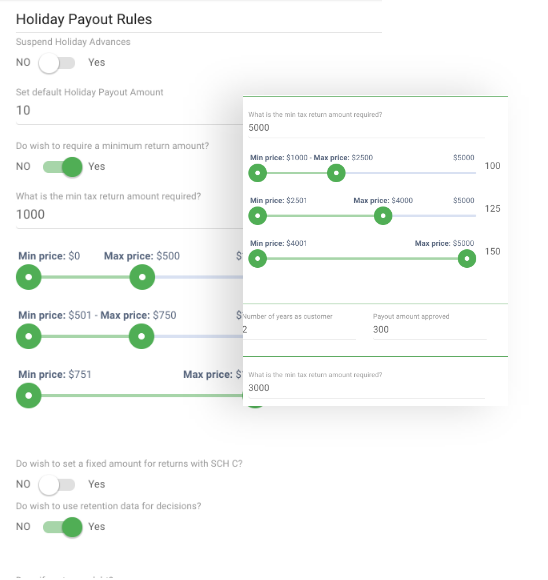 Holiday Payout Rules
Suspend Holiday Advances
NO Yes
Set default Holiday Payout Amount
10
Do wish to require a minimum return amount?
NO Yes
What is the min tax return amount required?
1000
Min price: $0 Max price: $500 $
Min price: $501 - Max price: $750 $
Min price: $751 Max price: $
What is the min tax return amount required?
5000
Min price: $1000 - Max price: $2500 $5000
100
Min price: $2501 Max price: $4000 $5000
125
Min price: $4001 Max price: $5000
150
Number of years as customer Payout amount approved
2 300
What is the min tax return amount required?
3000
Do wish to set a fixed amount for returns with SCH C?
NO Yes
Do wish to use retention data for decisions?
NO Yes